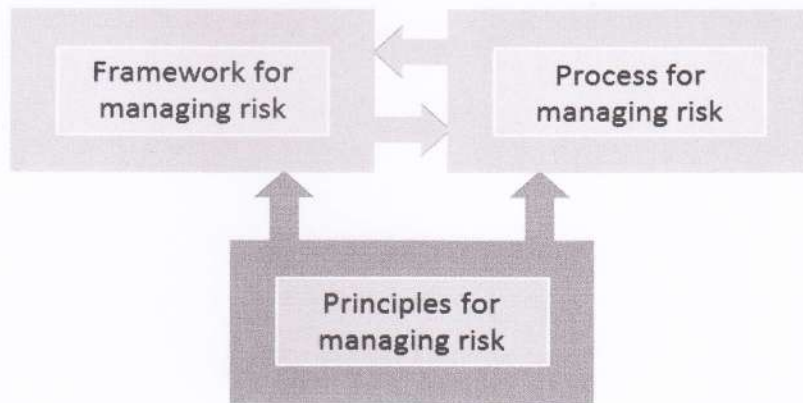 Framework for
managing risk
Process for
managing risk
Principles for
managing risk